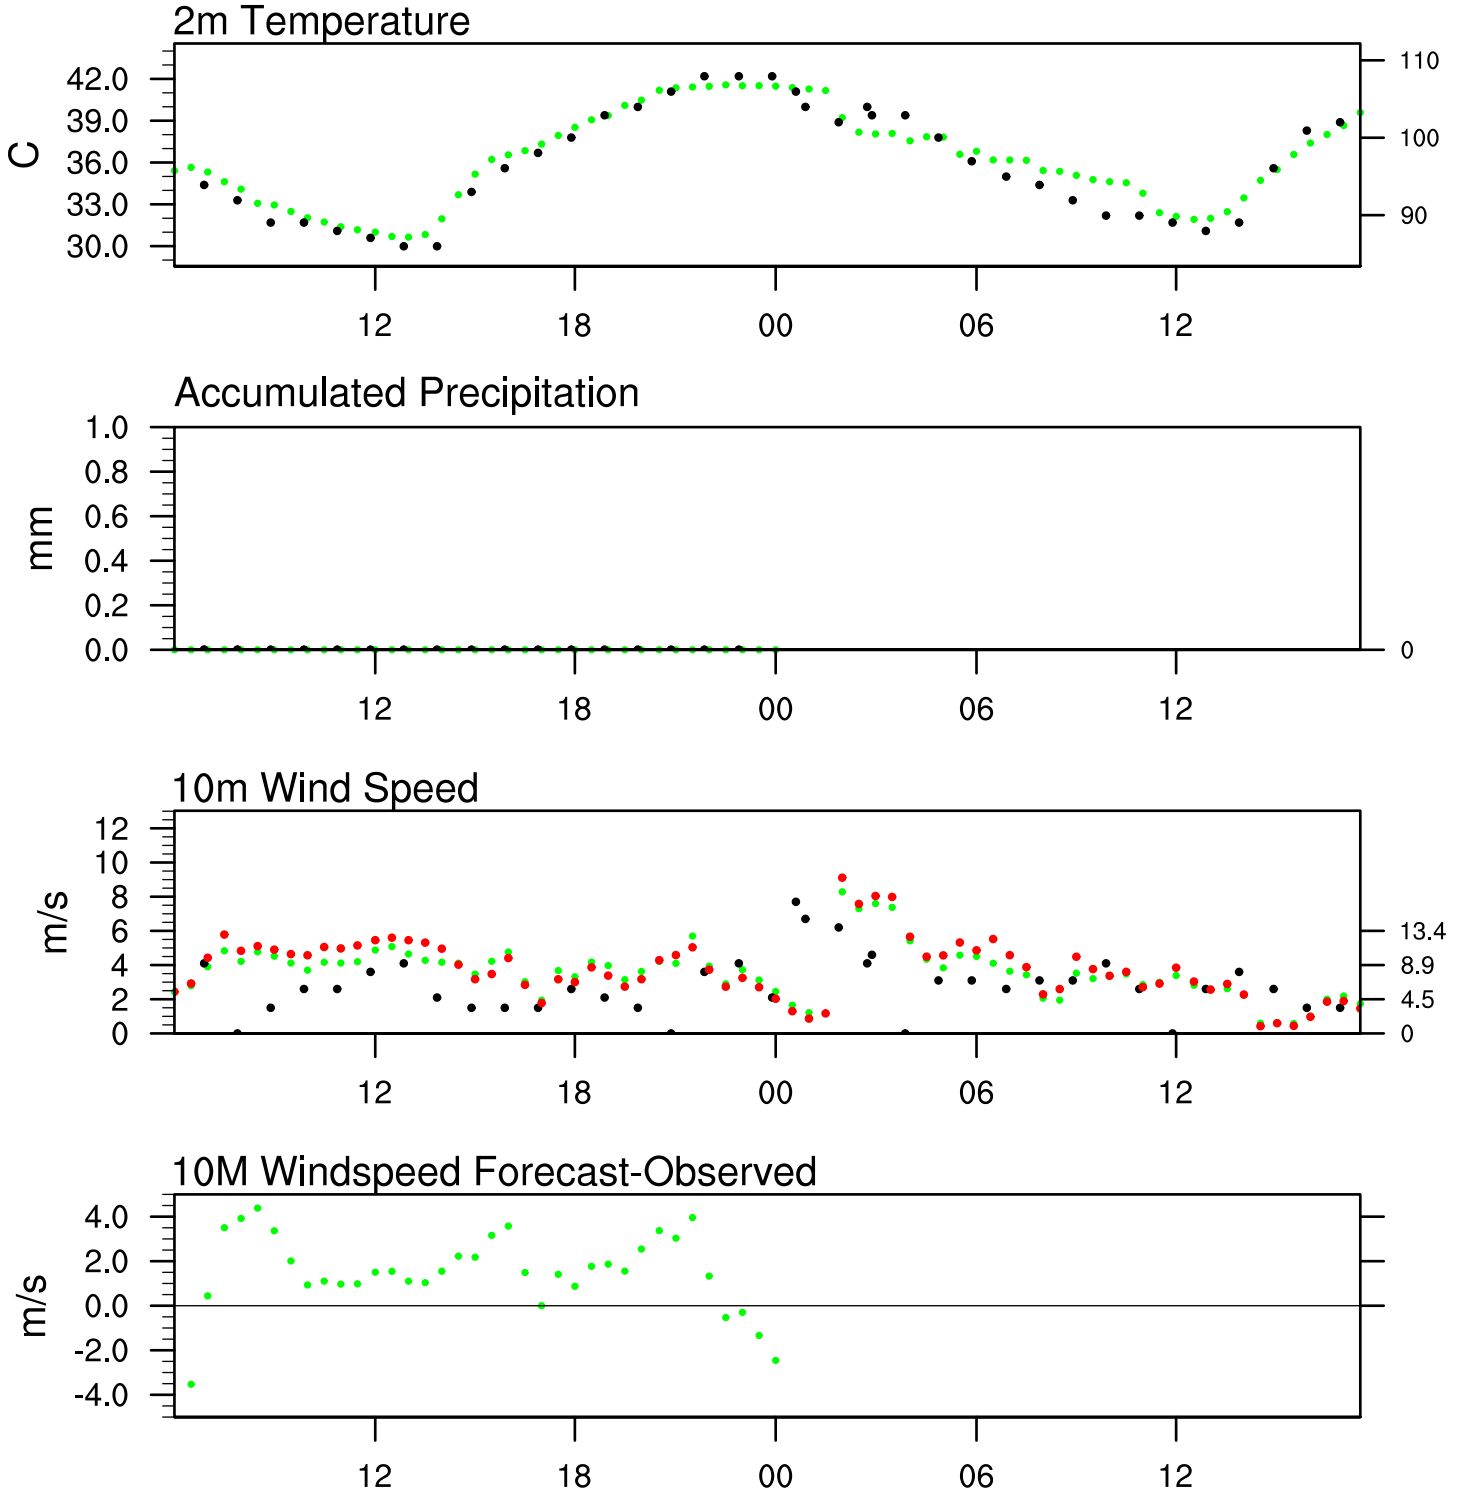 2m Temperature
42.0
39.0
36.0
33.0
30.0
C
110
100
90
12 18 00 06 12
Accumulated Precipitation
1.0
0.8
0.6
0.4
0.2
0.0
mm
0
12 18 00 06 12
10m Wind Speed
12
10
8
6
4
2
0
m/s
13.4
8.9
4.5
0
12 18 00 06 12
10M Windspeed Forecast-Observed
4.0
2.0
0.0
-2.0
-4.0
m/s
12 18 00 06 12